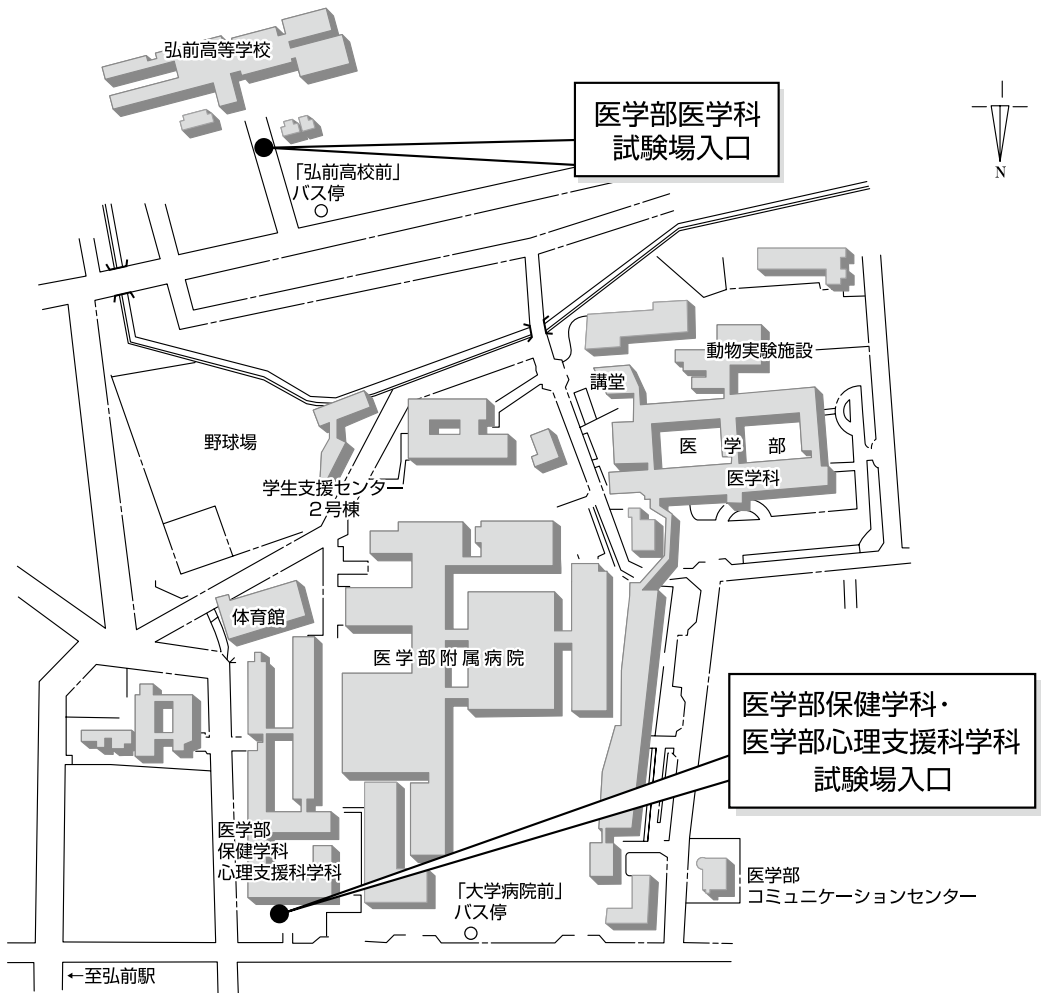 弘前高等学校
医学部医学科
試験場入口
N
「弘前高校前」
バス停
動物実験施設
講堂
野球場
医学部
医学科
学生支援センター
2号棟
体育館
医学部附属病院
医学部保健学科・
医学部心理支援科学科
試験場入口
医学部
保健学科
心理支援科学科
医学部
コミュニケーションセンター
「大学病院前」
バス停
←至弘前駅